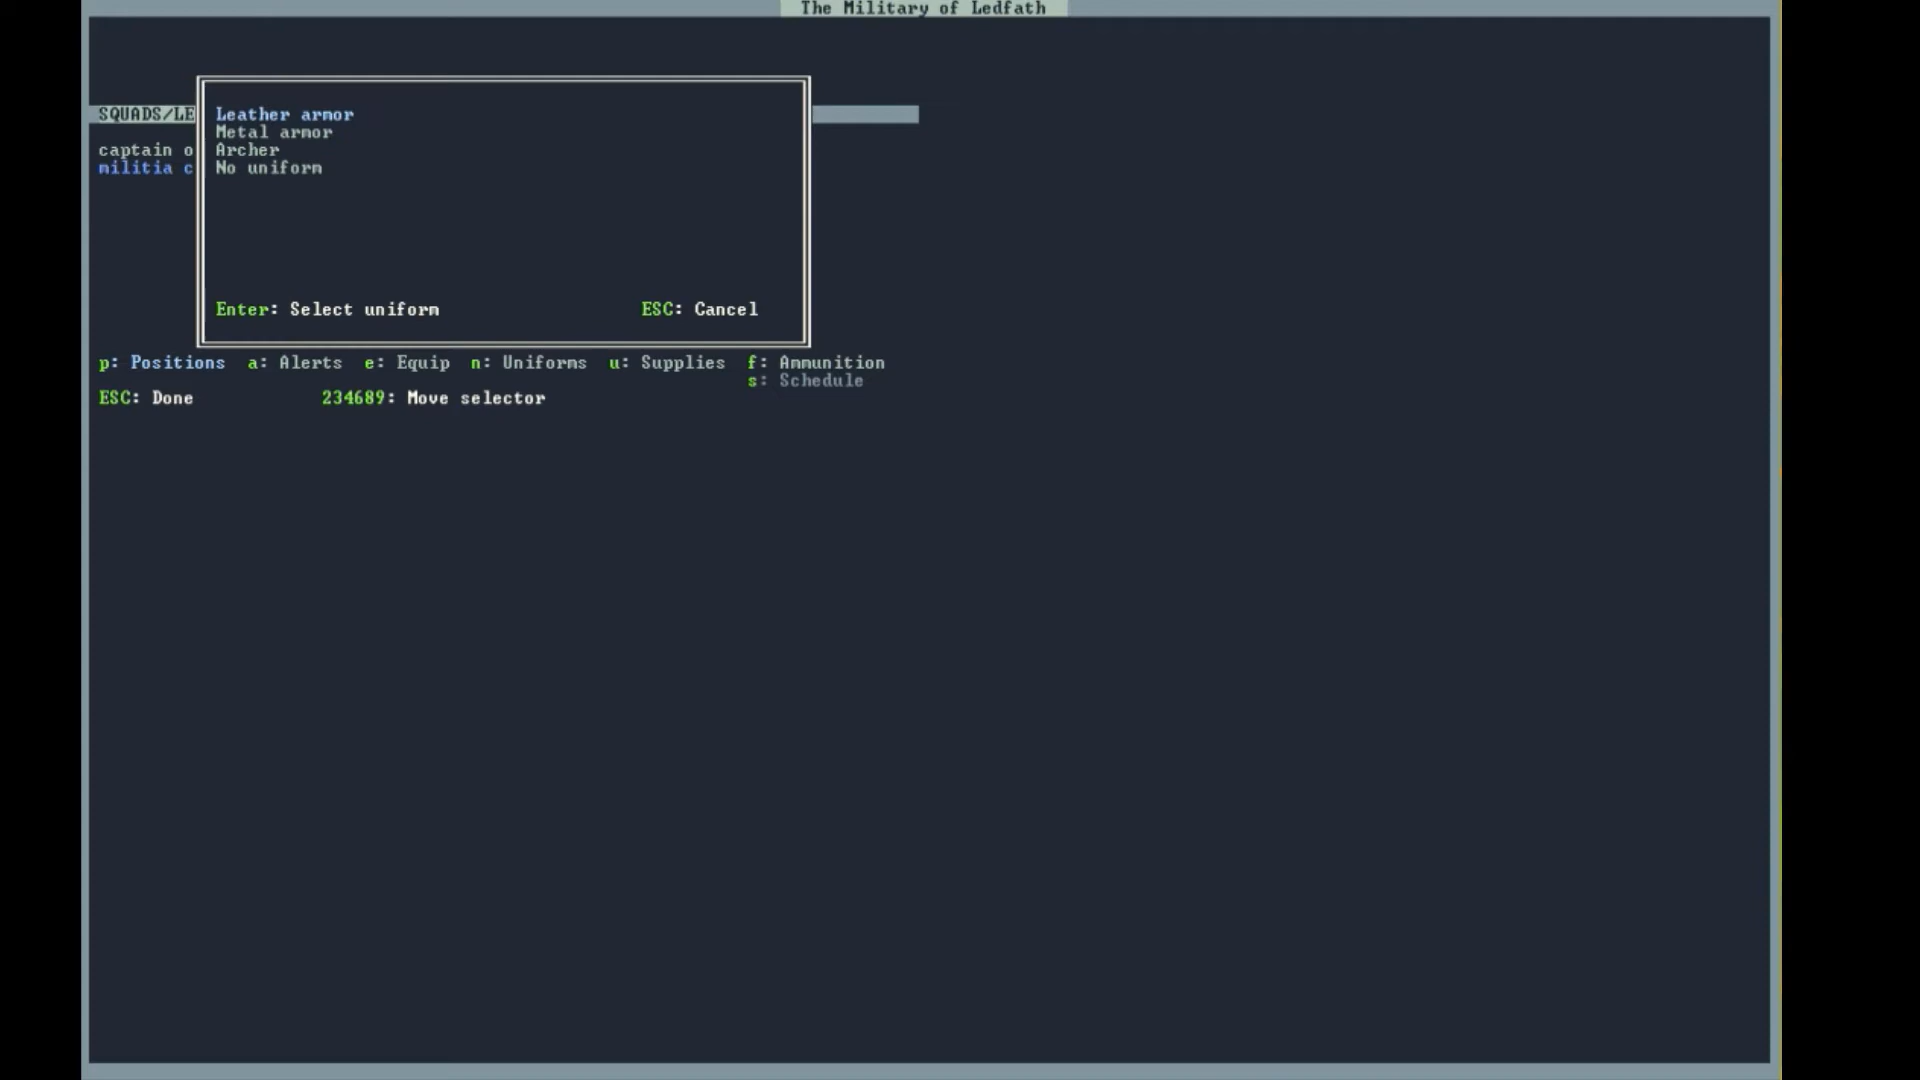 The Military of Ledfath
SQUADS/LE
Leather armor
Metal armor
captain o
Archer
militia c
No uniform
Enter: Select uniform ESC: Cancel
p: Positions a: Alerts e: Equip n: Uniforms u: Supplies f: Ammunition
s: Schedule
ESC: Done 234689: Move selector